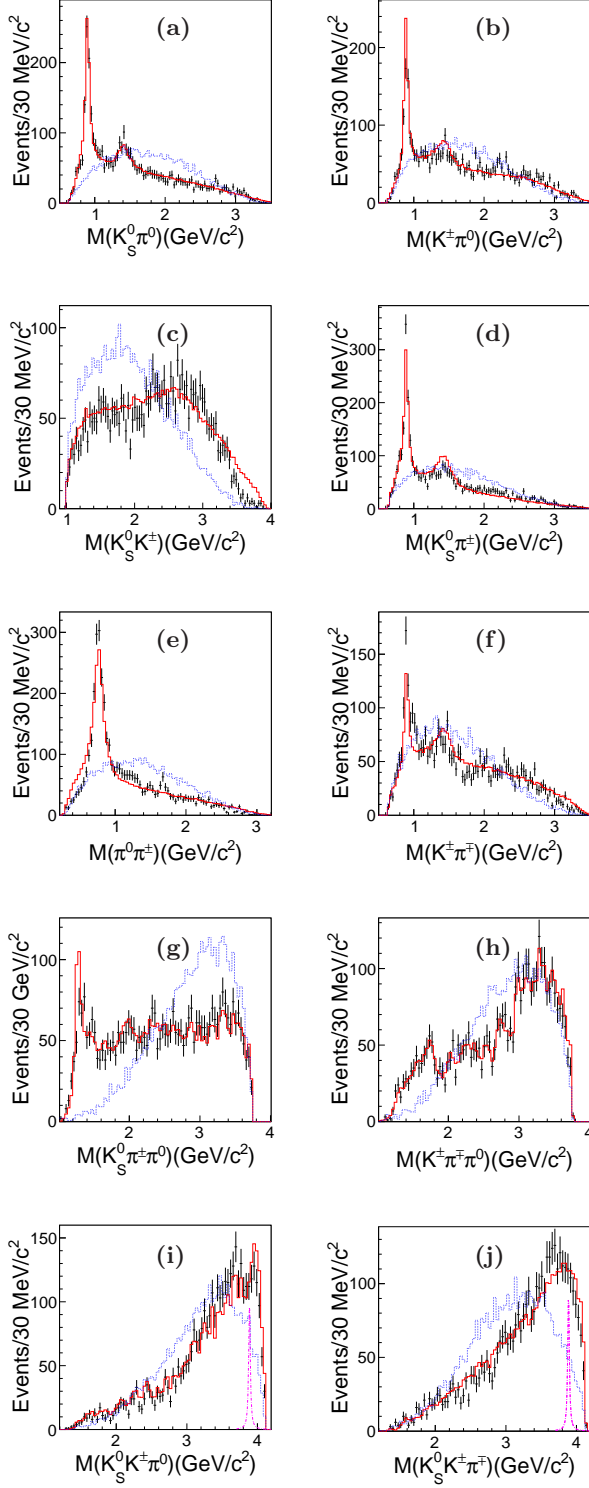 (a)
Events/30 MeV/c²
200
100
0
1 2 3
M(K⁰_Sπ⁰)(GeV/c²)
(b)
Events/30 MeV/c²
200
150
100
50
0
1 2 3
M(K±π⁰)(GeV/c²)
(c)
Events/30 MeV/c²
100
50
0
1 2 3 4
M(K⁰_SK±)(GeV/c²)
(d)
Events/30 MeV/c²
300
200
100
0
1 2 3
M(K⁰_Sπ±)(GeV/c²)
(e)
Events/30 MeV/c²
300
200
100
0
1 2 3
M(π⁰π±)(GeV/c²)
(f)
Events/30 MeV/c²
150
100
50
0
1 2 3
M(K±π∓)(GeV/c²)
(g)
Events/30 GeV/c²
100
50
0
2 3 4
M(K⁰_Sπ±π⁰)(GeV/c²)
(h)
Events/30 MeV/c²
100
50
0
2 3 4
M(K±π∓π⁰)(GeV/c²)
(i)
Events/30 MeV/c²
150
100
50
0
2 3 4
M(K⁰_SK±π⁰)(GeV/c²)
(j)
Events/30 MeV/c²
100
50
0
2 3 4
M(K⁰_SK±π∓)(GeV/c²)